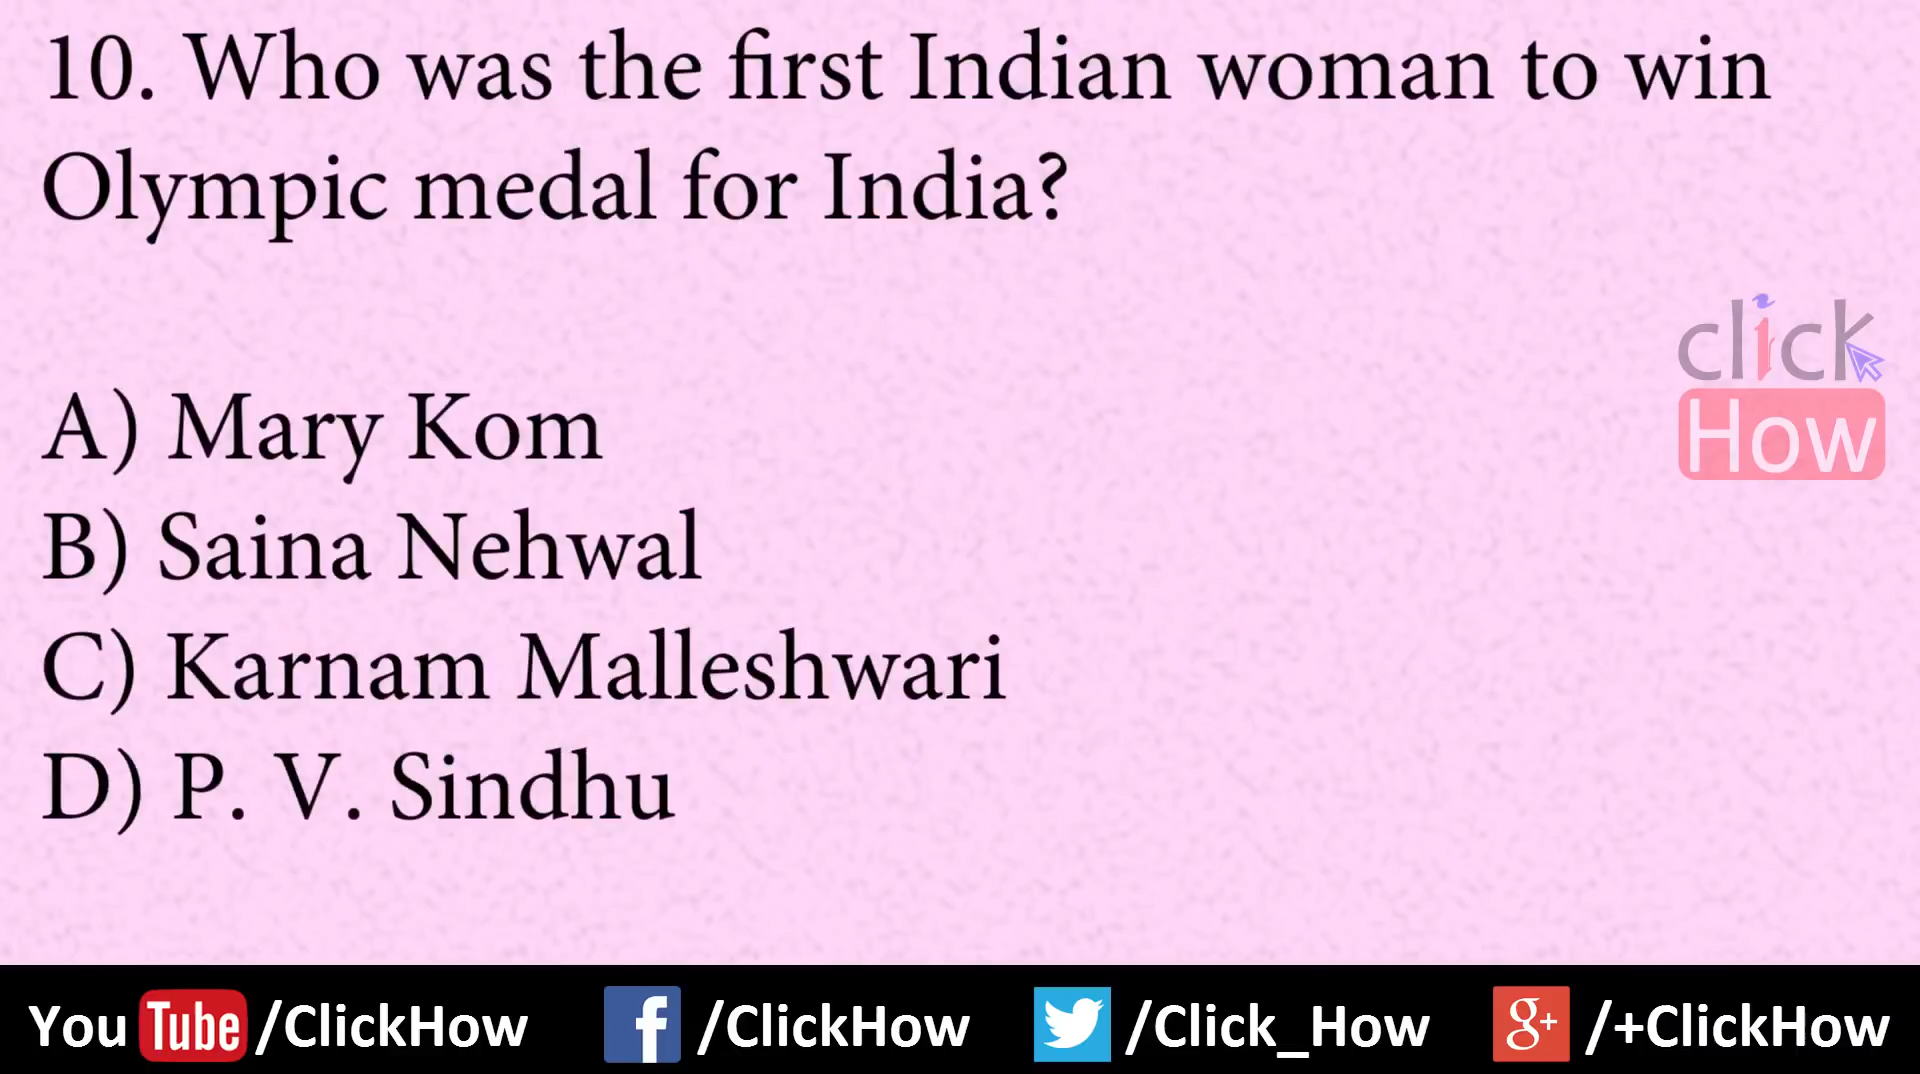 10. Who was the first Indian woman to win
Olympic medal for India?
click
How
A) Mary Kom
B) Saina Nehwal
C) Karnam Malleshwari
D) P. V. Sindhu
You Tube /ClickHow f /ClickHow /Click_How g+ /+ClickHow